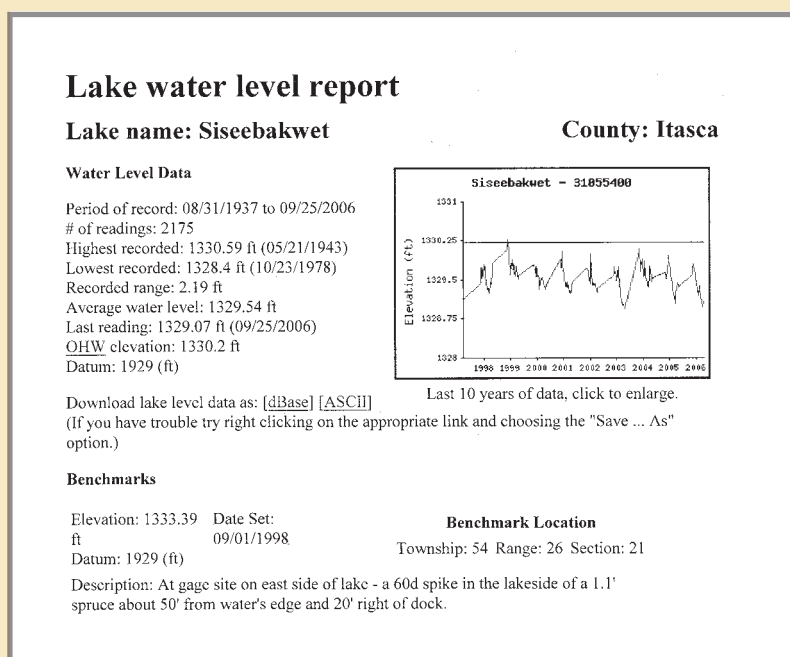 Lake water level report
Lake name: Siseebakwet
County: Itasca
Water Level Data
Period of record: 08/31/1937 to 09/25/2006
# of readings: 2175
Highest recorded: 1330.59 ft (05/21/1943)
Lowest recorded: 1328.4 ft (10/23/1978)
Recorded range: 2.19 ft
Average water level: 1329.54 ft
Last reading: 1329.07 ft (09/25/2006)
OHW elevation: 1330.2 ft
Datum: 1929 (ft)
Siseebakwet - 31055400
Elevation (ft)
1331
1330.25
1329.5
1328.75
1328
1998 1999 2000 2001 2002 2003 2004 2005 2006
Last 10 years of data, click to enlarge.
Download lake level data as: [dBase] [ASCII]
(If you have trouble try right clicking on the appropriate link and choosing the "Save ... As"
option.)
Benchmarks
Elevation: 1333.39
ft
Datum: 1929 (ft)
Date Set:
09/01/1998
Benchmark Location
Township: 54 Range: 26 Section: 21
Description: At gage site on east side of lake - a 60d spike in the lakeside of a 1.1'
spruce about 50' from water's edge and 20' right of dock.